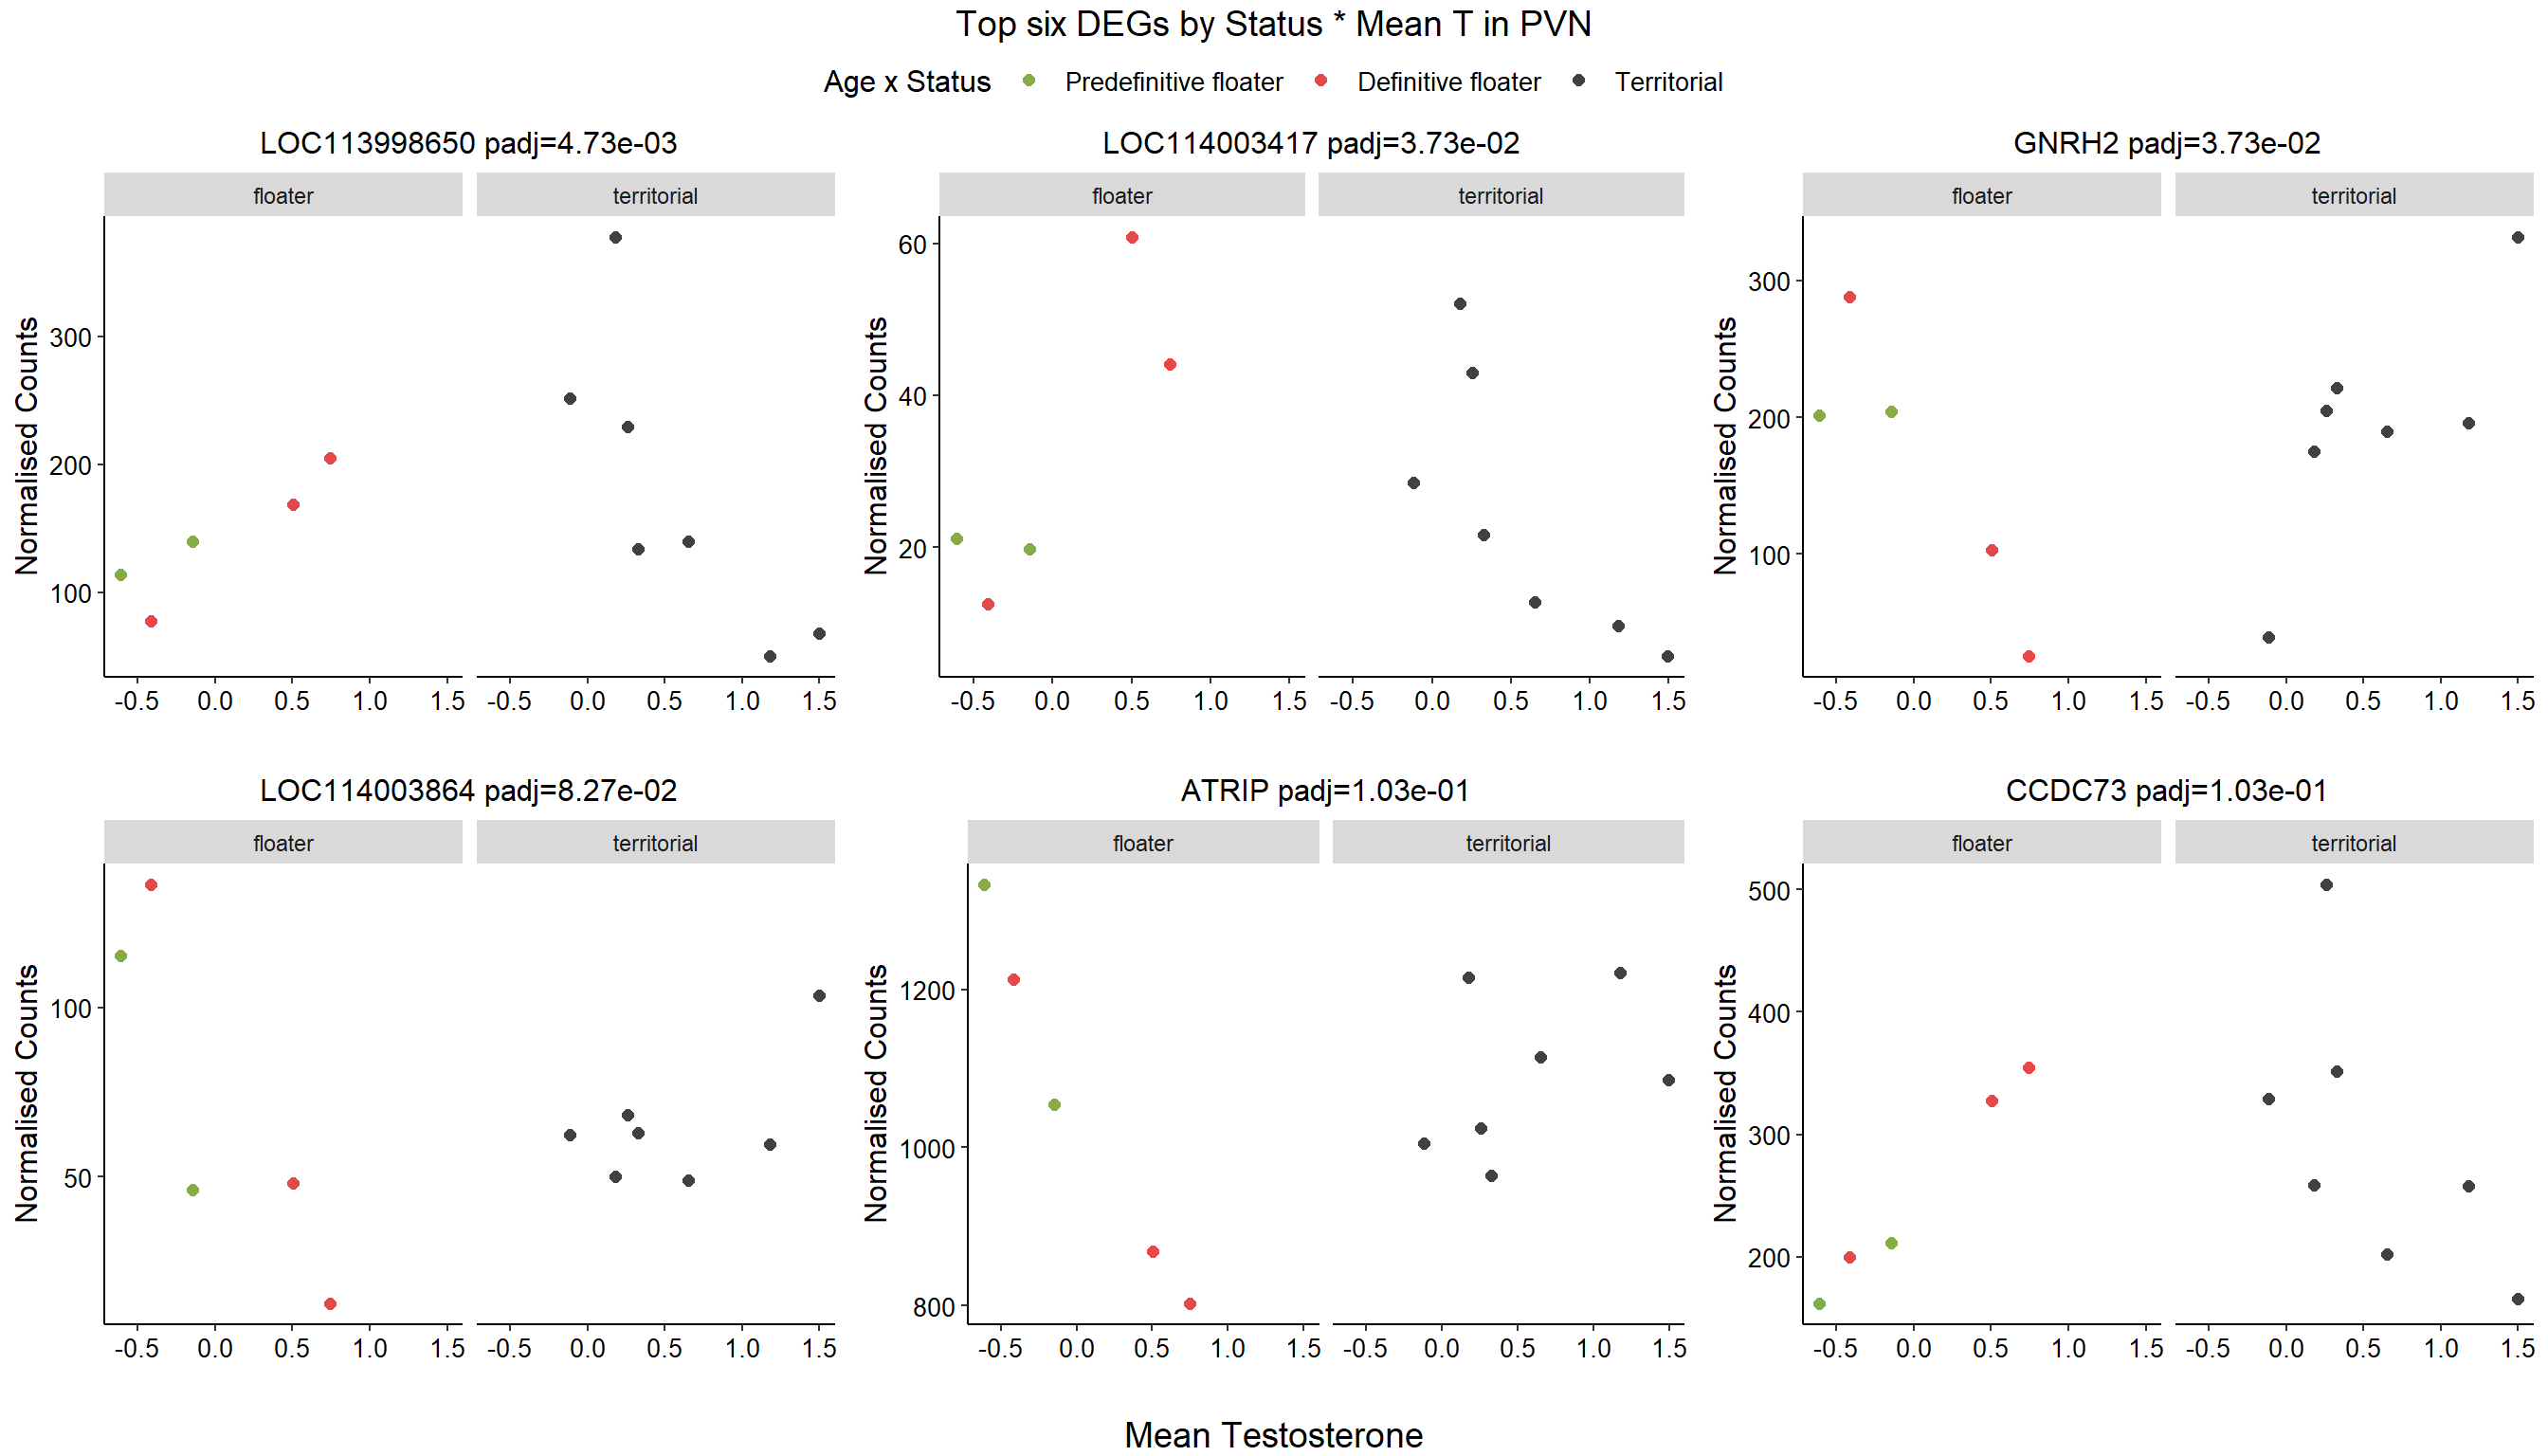 Top six DEGs by Status * Mean T in PVN
Age x Status Predefinitive floater Definitive floater Territorial
LOC113998650 padj=4.73e-03
floater territorial
Normalised Counts
300
200
100
-0.5 0.0 0.5 1.0 1.5 -0.5 0.0 0.5 1.0 1.5
LOC114003417 padj=3.73e-02
floater territorial
Normalised Counts
60
40
20
-0.5 0.0 0.5 1.0 1.5 -0.5 0.0 0.5 1.0 1.5
GNRH2 padj=3.73e-02
floater territorial
Normalised Counts
300
200
100
-0.5 0.0 0.5 1.0 1.5 -0.5 0.0 0.5 1.0 1.5
LOC114003864 padj=8.27e-02
floater territorial
Normalised Counts
100
50
-0.5 0.0 0.5 1.0 1.5 -0.5 0.0 0.5 1.0 1.5
ATRIP padj=1.03e-01
floater territorial
Normalised Counts
1200
1000
800
-0.5 0.0 0.5 1.0 1.5 -0.5 0.0 0.5 1.0 1.5
CCDC73 padj=1.03e-01
floater territorial
Normalised Counts
500
400
300
200
-0.5 0.0 0.5 1.0 1.5 -0.5 0.0 0.5 1.0 1.5
Mean Testosterone